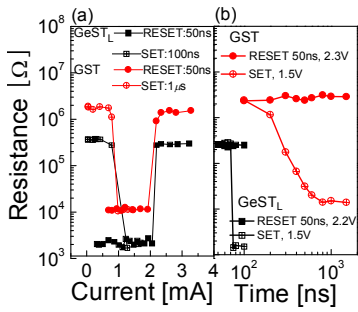 (a)
GeST_L RESET:50ns
SET:100ns
GST RESET:50ns
SET:1μs
(b)
GST
RESET 50ns, 2.3V
SET, 1.5V
GeST_L
RESET 50ns, 2.2V
SET, 1.5V
Resistance [Ω]
10^8
10^7
10^6
10^5
10^4
10^3
0 1 2 3 4
Current [mA]
10^2 10^3
Time [ns]